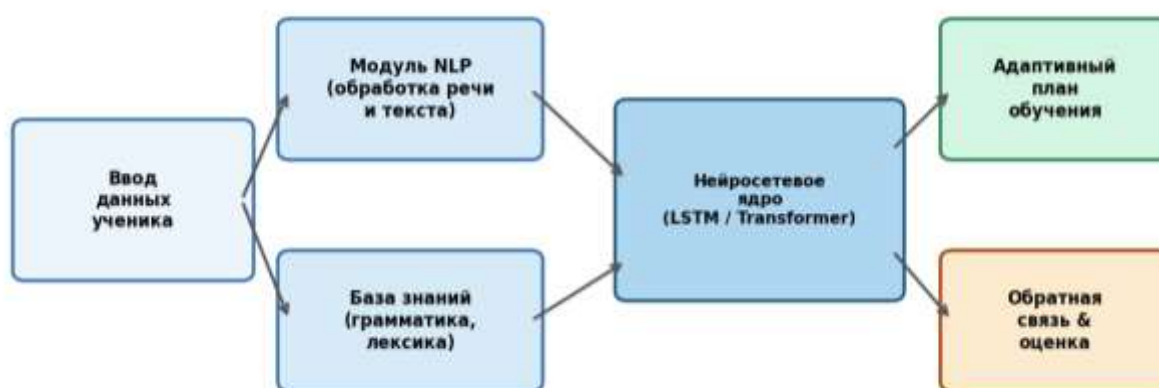 Ввод
данных
ученика
Модуль NLP
(обработка речи
и текста)
База знаний
(грамматика,
лексика)
Нейросетевое
ядро
(LSTM / Transformer)
Адаптивный
план
обучения
Обратная
связь &
оценка